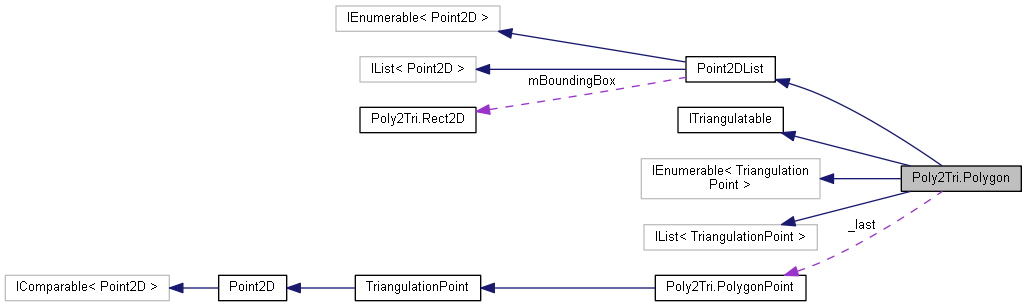 IEnumerable< Point2D >
IList< Point2D >
Point2DList
mBoundingBox
Poly2Tri.Rect2D
ITriangulatable
IEnumerable< Triangulation
Point >
Poly2Tri.Polygon
IList< TriangulationPoint >
_last
IComparable< Point2D >
Point2D
TriangulationPoint
Poly2Tri.PolygonPoint